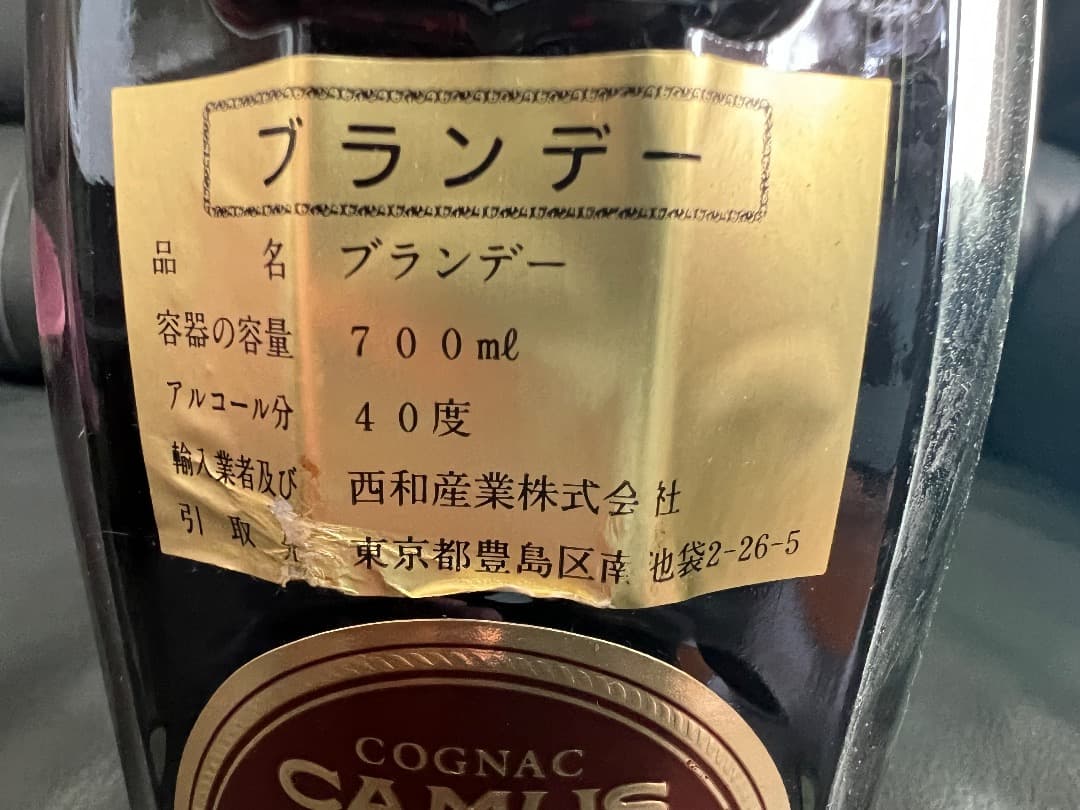 ブランデー
品名 ブランデー
容器の容量 700mℓ
アルコール分 40度
輸入業者及び 西和産業株式会社
引取先 東京都豊島区南池袋2-26-5
COGNAC
CAMUS